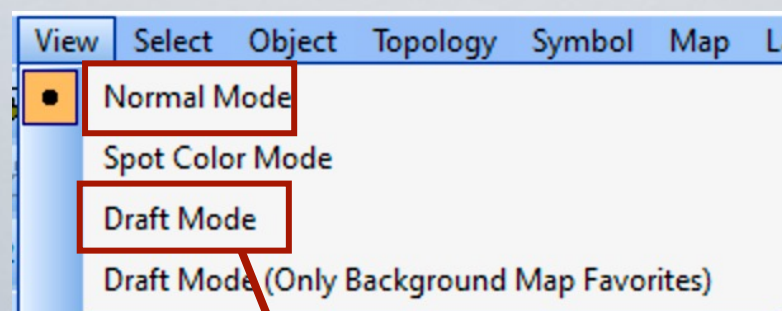 View Select Object Topology Symbol Map
Normal Mode
Spot Color Mode
Draft Mode
Draft Mode (Only Background Map Favorites)